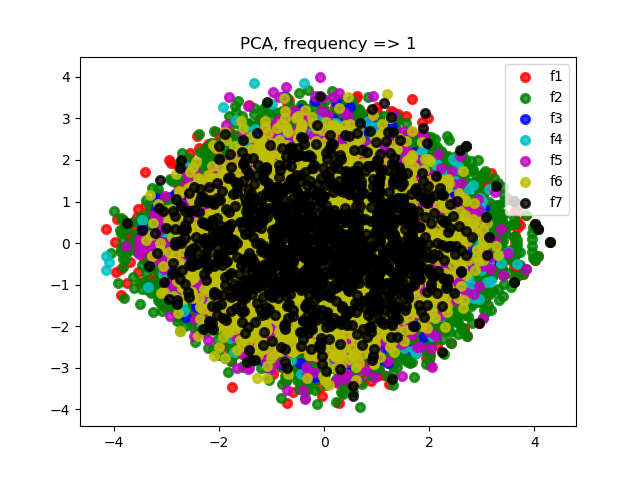 PCA, frequency => 1
4
3
2
1
0
−1
−2
−3
−4
−4
−2
0
2
4
f1
f2
f3
f4
f5
f6
f7